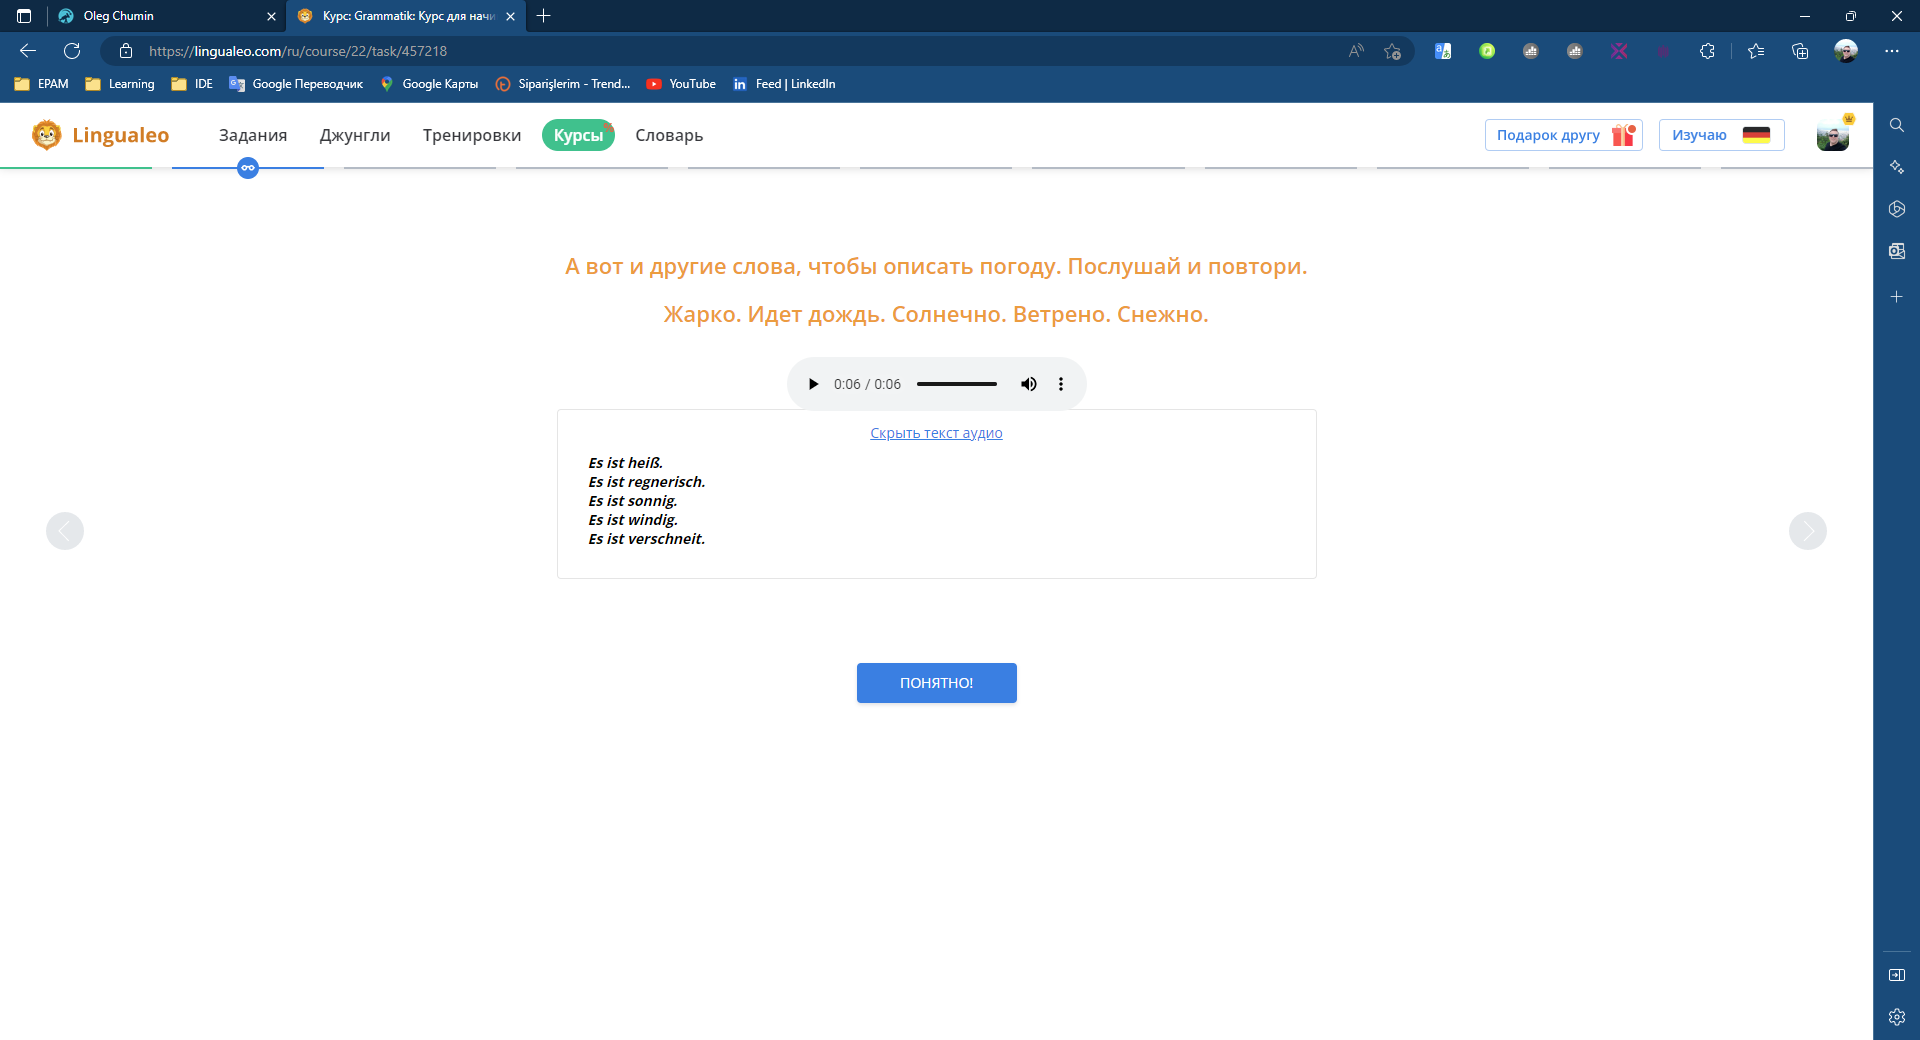 Oleg Chumin
Курс: Grammatik: Курс для начи
https://lingualeo.com/ru/course/22/task/457218
EPAM
Learning
IDE
Google Переводчик
Google Карты
Siparişlerim - Trend...
YouTube
Feed | LinkedIn
Lingualeo
Задания
Джунгли
Тренировки
Курсы
Словарь
Подарок другу
Изучаю
А вот и другие слова, чтобы описать погоду. Послушай и повтори.
Жарко. Идет дождь. Солнечно. Ветрено. Снежно.
0:06 / 0:06
Скрыть текст аудио
Es ist heiß.
Es ist regnerisch.
Es ist sonnig.
Es ist windig.
Es ist verschneit.
ПОНЯТНО!